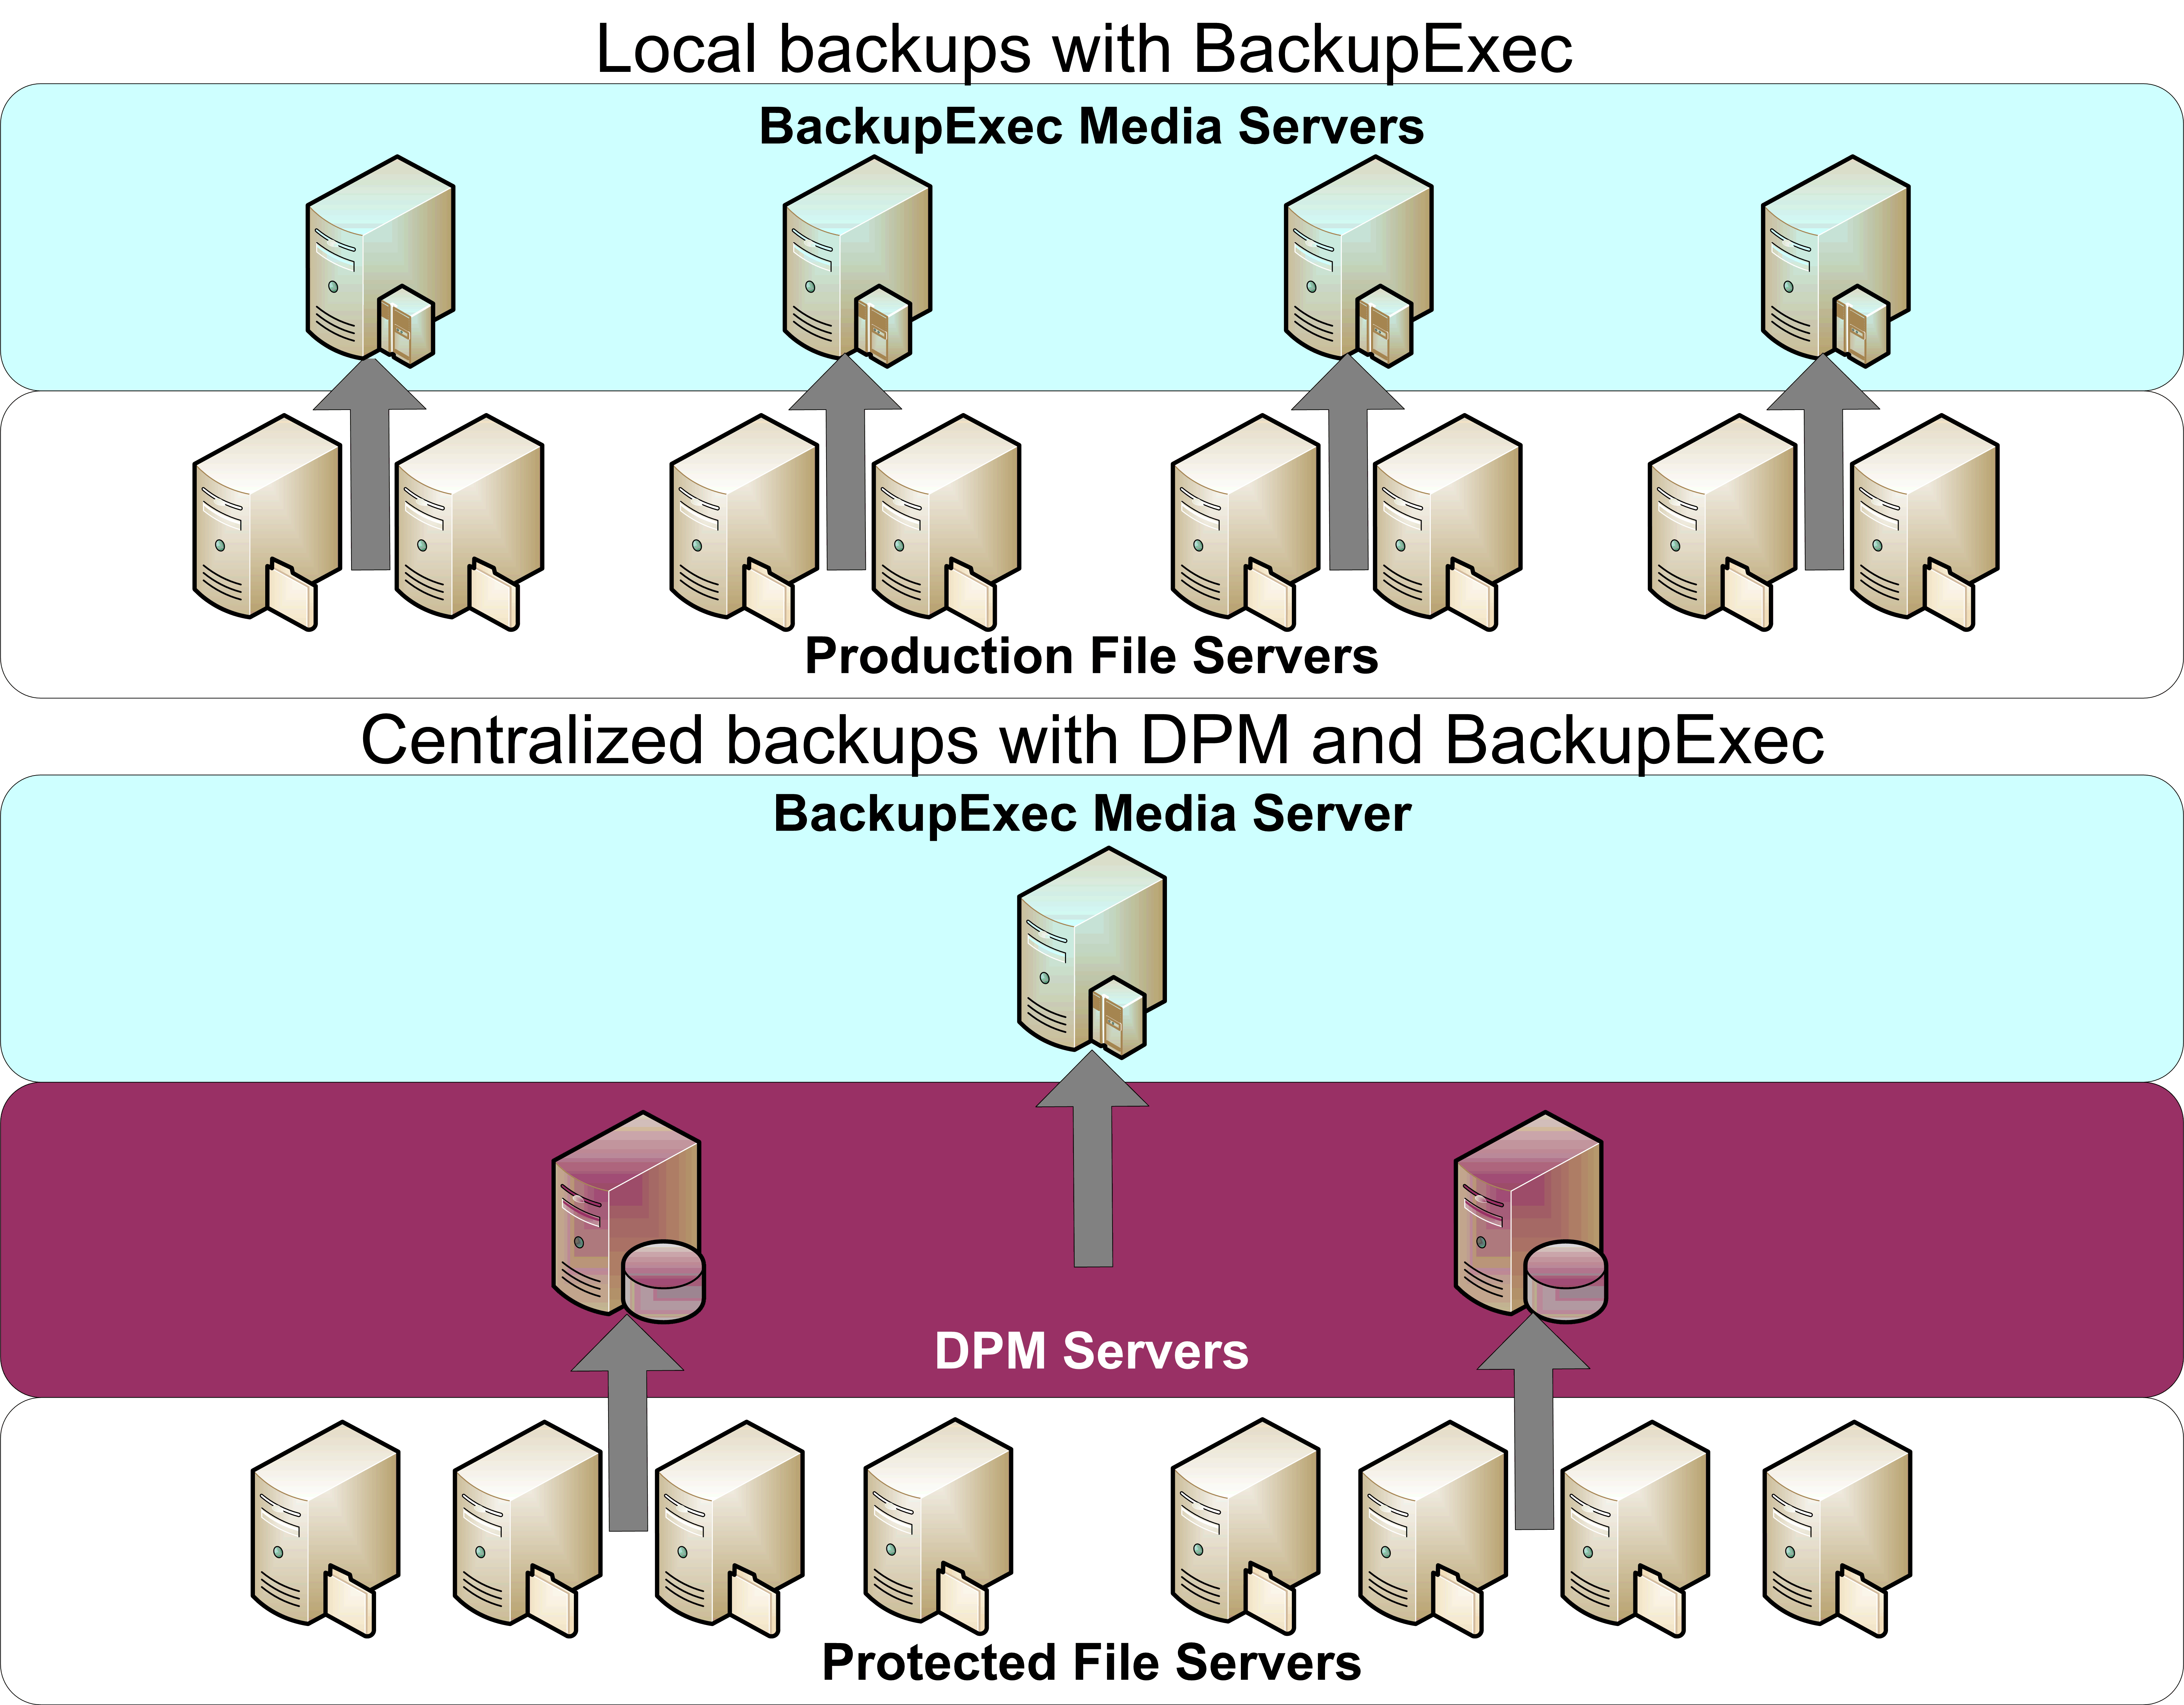 Local backups with BackupExec
BackupExec Media Servers
Production File Servers
Centralized backups with DPM and BackupExec
BackupExec Media Server
DPM Servers
Protected File Servers